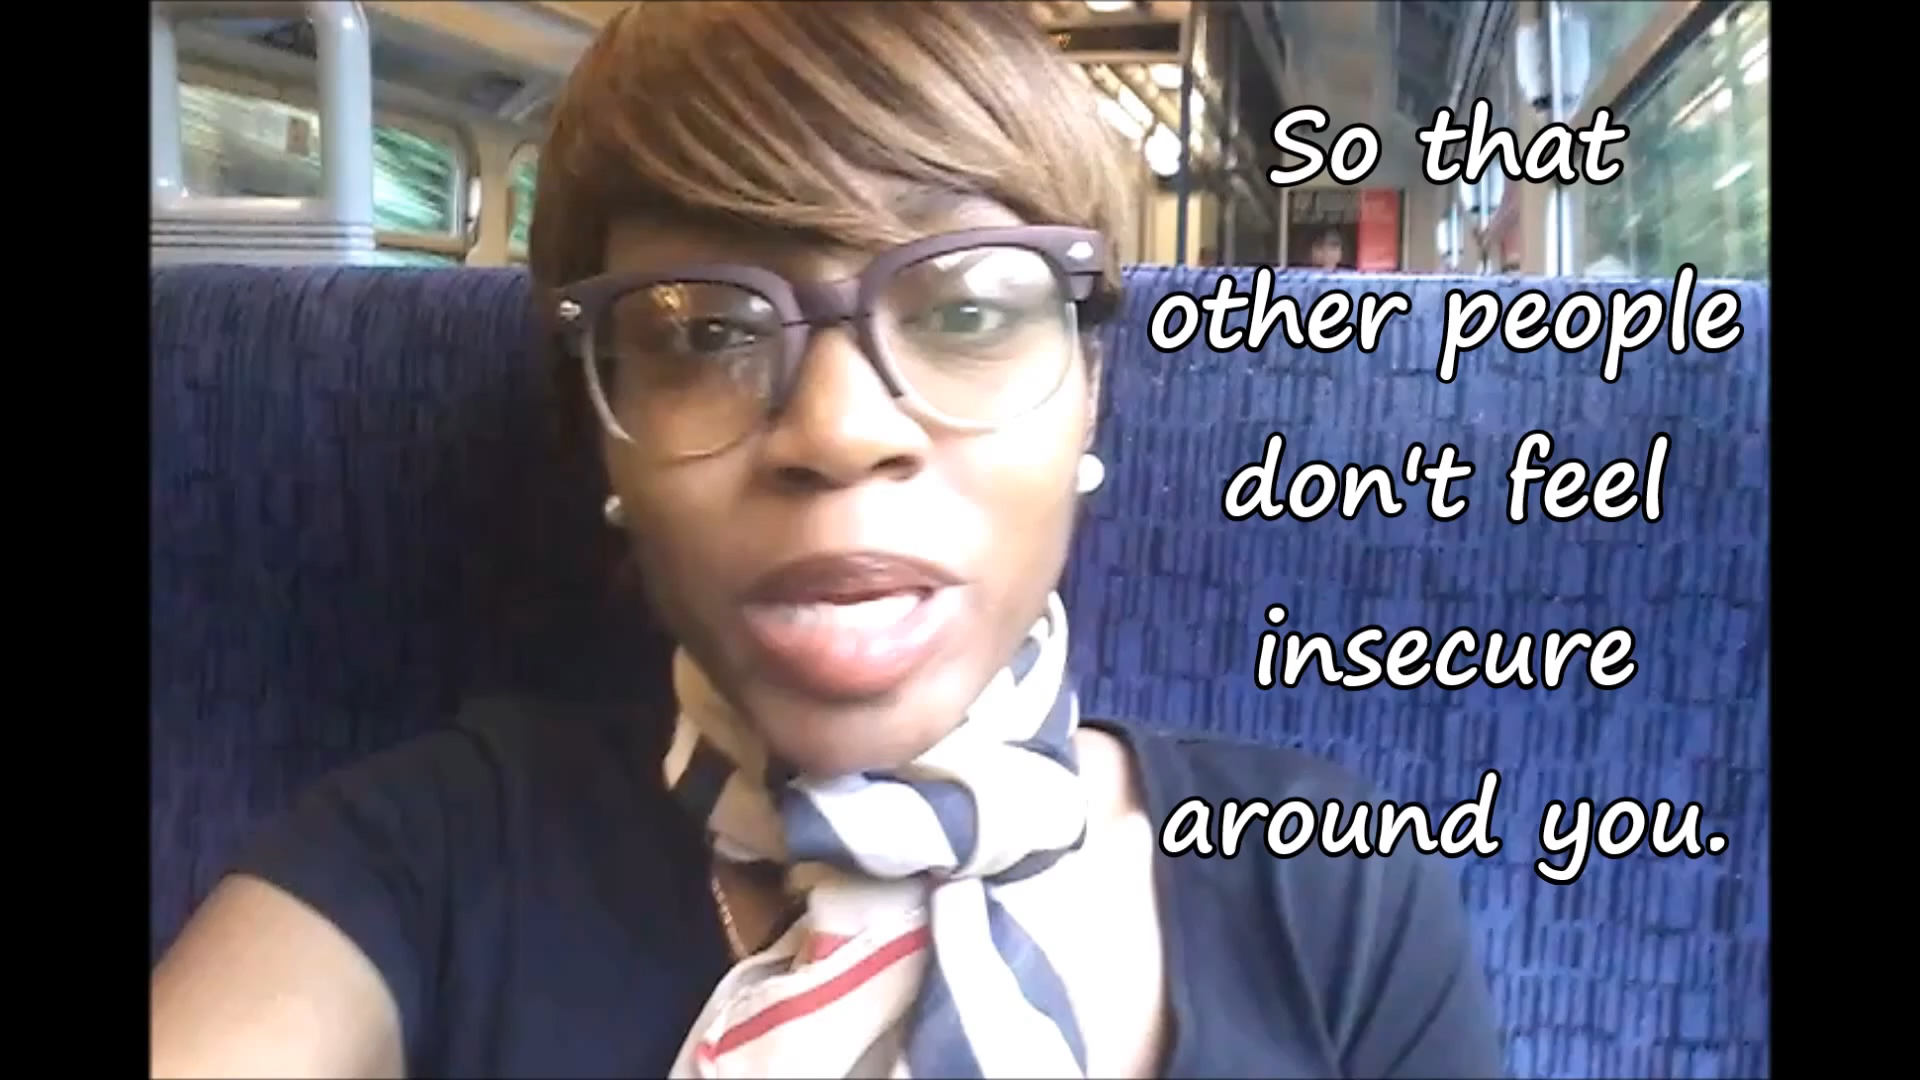 So that
other people
don't feel
insecure
around you.